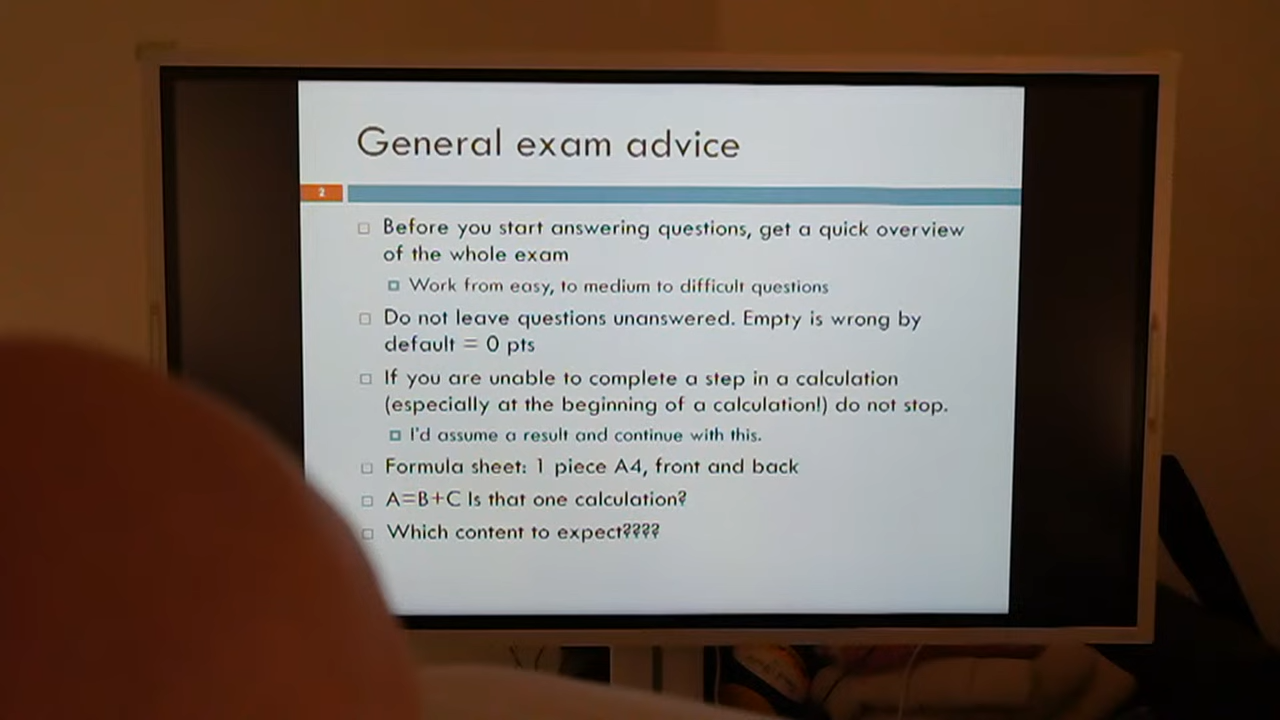 General exam advice
2
Before you start answering questions, get a quick overview
of the whole exam
Work from easy, to medium to difficult questions
Do not leave questions unanswered. Empty is wrong by
default = 0 pts
If you are unable to complete a step in a calculation
(especially at the beginning of a calculation!) do not stop.
I'd assume a result and continue with this.
Formula sheet: 1 piece A4, front and back
A=B+C Is that one calculation?
Which content to expect????